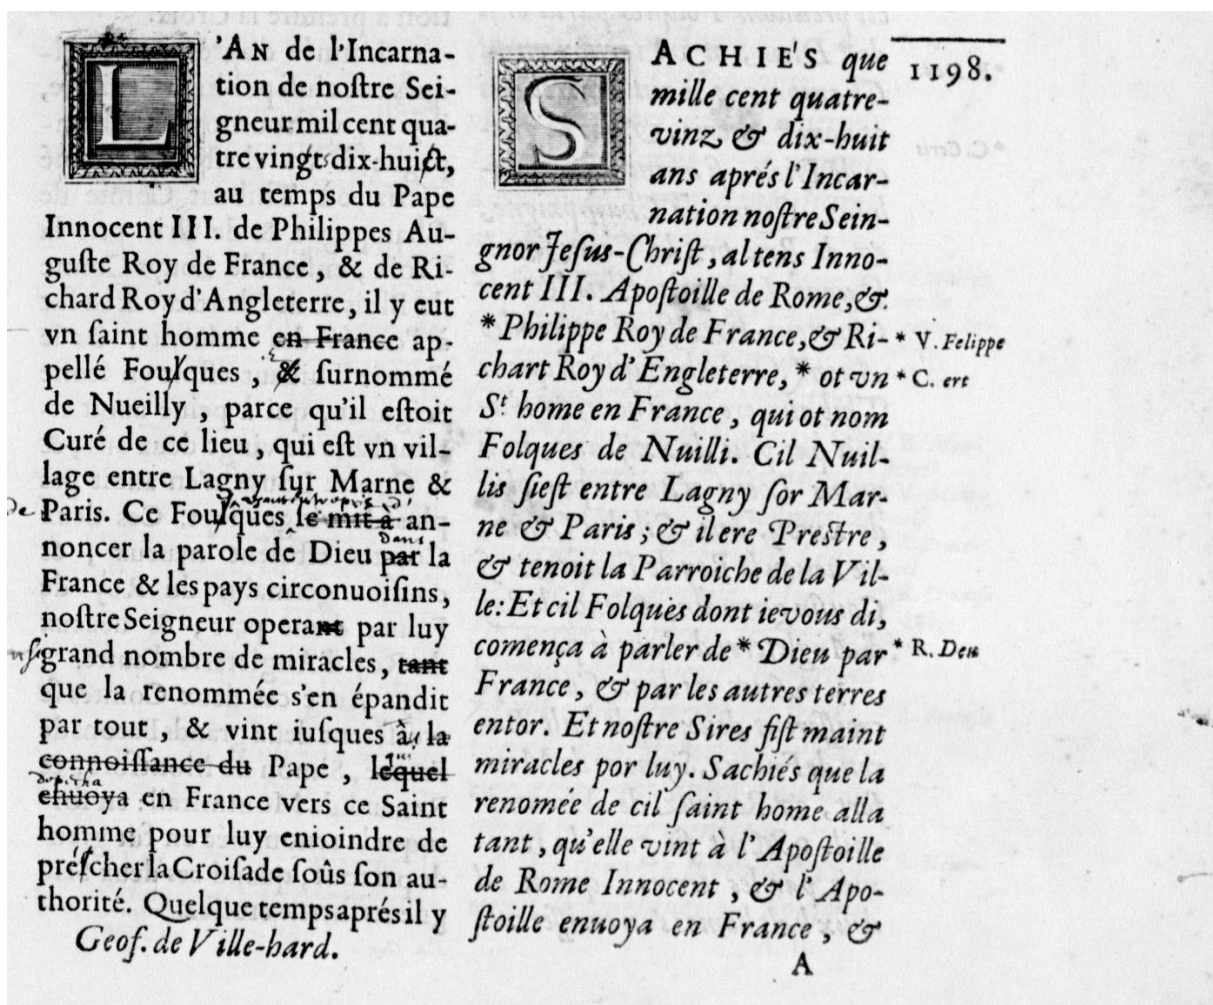 L'AN de l'Incarna-
tion de noſtre Sei-
gneur mil cent qua-
tre vingts dix-huict,
au temps du Pape
Innocent III. de Philippes Au-
guſte Roy de France, & de Ri-
chard Roy d'Angleterre, il y eut
vn ſaint homme en France ap-
pellé Foulques, & ſurnommé
de Nueilly, parce qu'il eſtoit
Curé de ce lieu, qui eſt vn vil-
lage entre Lagny ſur Marne &
Paris. Ce Foulques ſe mit à an-
noncer la parole de Dieu par la
dans
France & les pays circonuoiſins,
noſtre Seigneur operant par luy
grand nombre de miracles, tant
que la renommée s'en épandit
par tout, & vint iuſques à la
connoiſſance du Pape, lequel
enuoya en France vers ce Saint
homme pour luy enioindre de
préſcher la Croiſade ſoûs ſon au-
thorité. Quelque temps aprés il y
Geof. de Ville-hard.
SACHIE'S que
mille cent quatre-
vinz & dix-huit
ans aprés l'Incar-
nation noſtre Sein-
gnor Jeſus-Chriſt, al tens Inno-
cent III. Apoſtoille de Rome, &
*Philippe Roy de France, & Ri-
chart Roy d'Engleterre, * ot vn
St home en France, qui ot nom
Folques de Nuilli. Cil Nuil-
lis ſieſt entre Lagny ſor Mar-
ne & Paris; & il ere Preſtre,
& tenoit la Parroiche de la Vil-
le: Et cil Folques dont ie vous di,
començа à parler de * Dieu par
France, & par les autres terres
entor. Et noſtre Sires fiſt maint
miracles por luy. Sachiés que la
renomée de cil ſaint home alla
tant, qu'elle vint à l'Apoſtoille
de Rome Innocent, & l'Apo-
ſtoille enuoya en France, &
A
1198.
* V. Felippe
* C. ert
* R. Deu